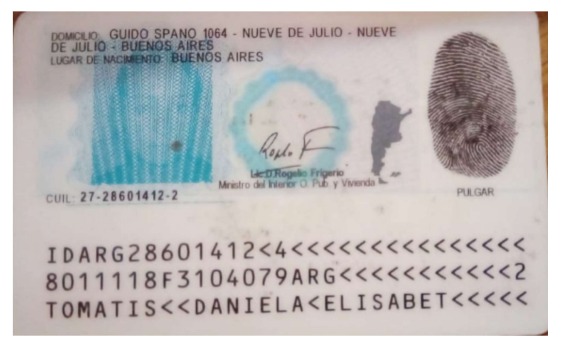 DOMICILIO: GUIDO SPANO 1064 - NUEVE DE JULIO - NUEVE
DE JULIO - BUENOS AIRES
LUGAR DE NACIMIENTO: BUENOS AIRES
Lic.D.Rogelio Frigerio
Ministro del Interior O. Pub. y Vivienda
CUIL: 27-28601412-2
PULGAR
IDARG28601412<4<<<<<<<<<<<<<<<
8011118F3104079ARG<<<<<<<<<<<2
TOMATIS<<DANIELA<ELISABET<<<<<